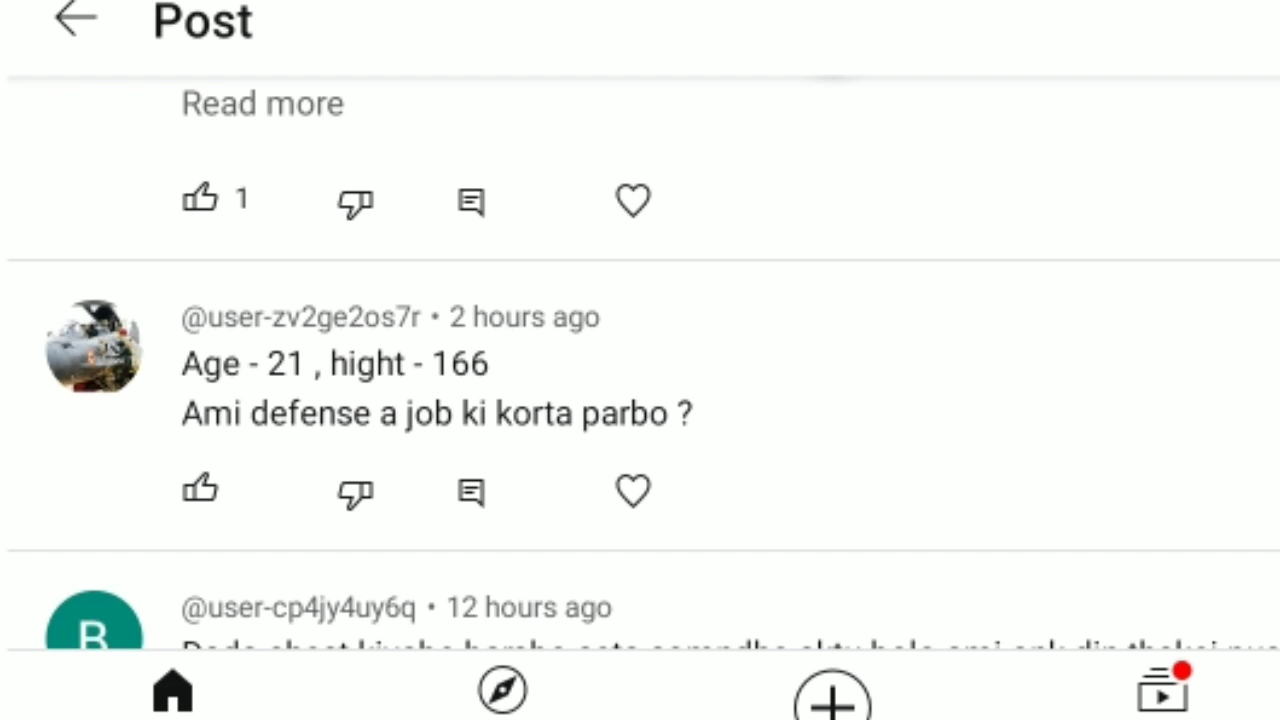 Post
Read more
1
@user-zv2ge2os7r • 2 hours ago
Age - 21 , hight - 166
Ami defense a job ki korta parbo ?
@user-cp4jy4uy6q • 12 hours ago
B